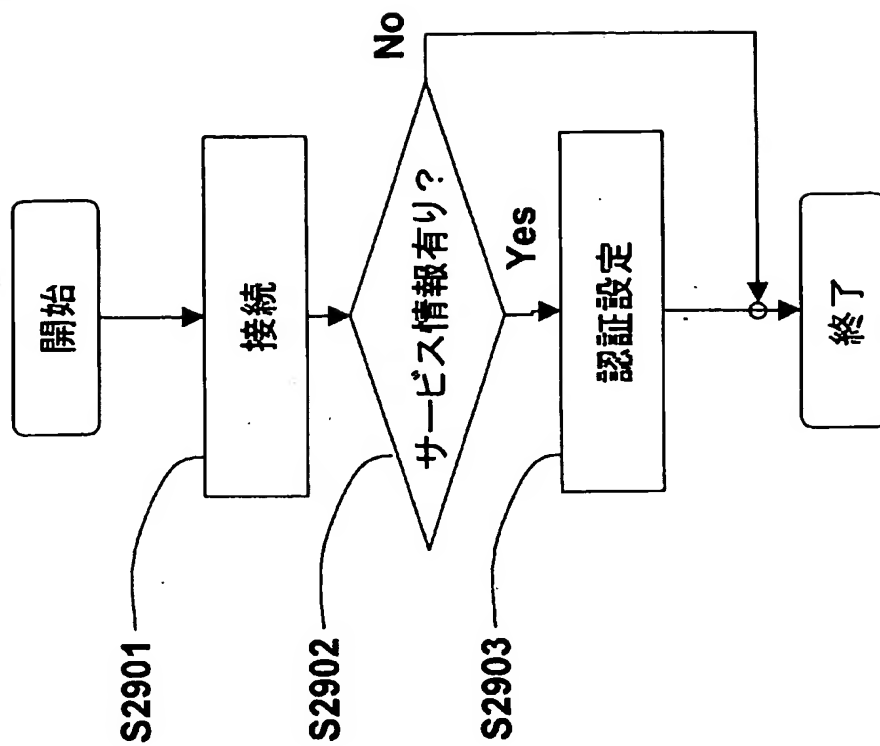 開始
S2901
接続
S2902
サービス情報有り？
No
Yes
S2903
認証設定
終了